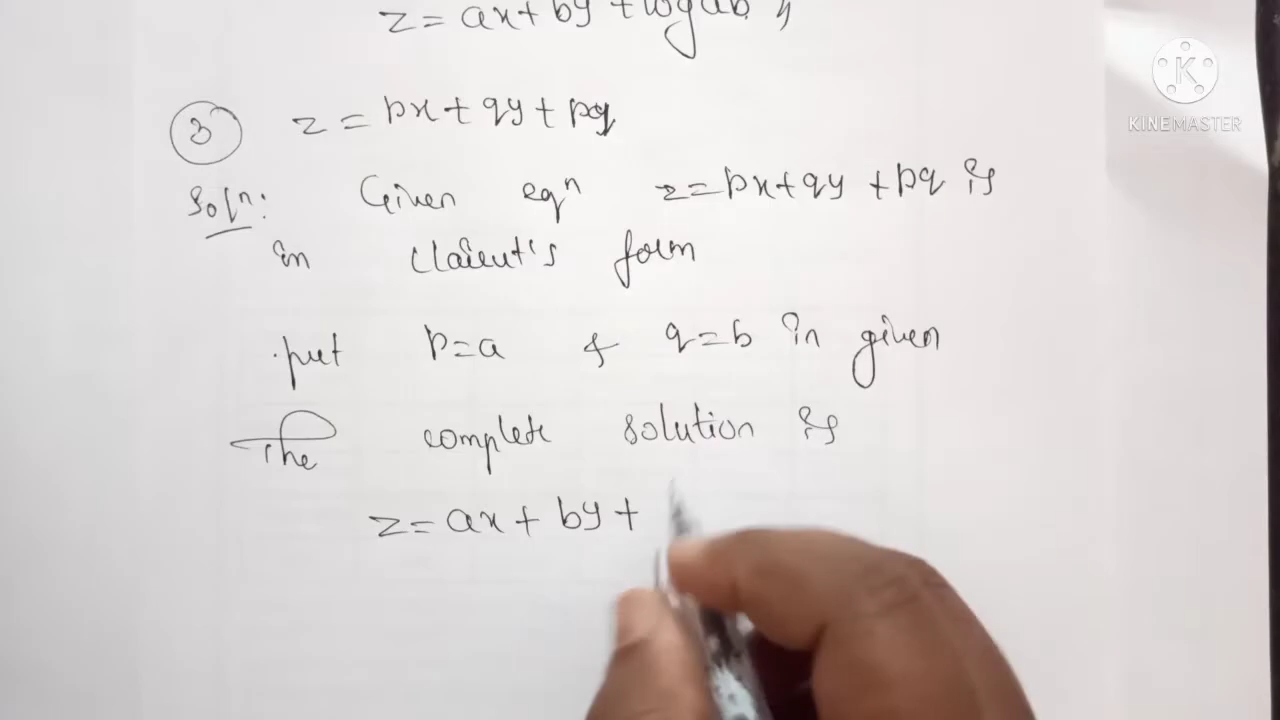 z = ax + by + log ab //
3 z = px + qy + pq
Soln: Given eqn z = px + qy + pq is
in Claieut's form
put p = a & q = b in given
The complete solution is
z = ax + by +
KINEMASTER